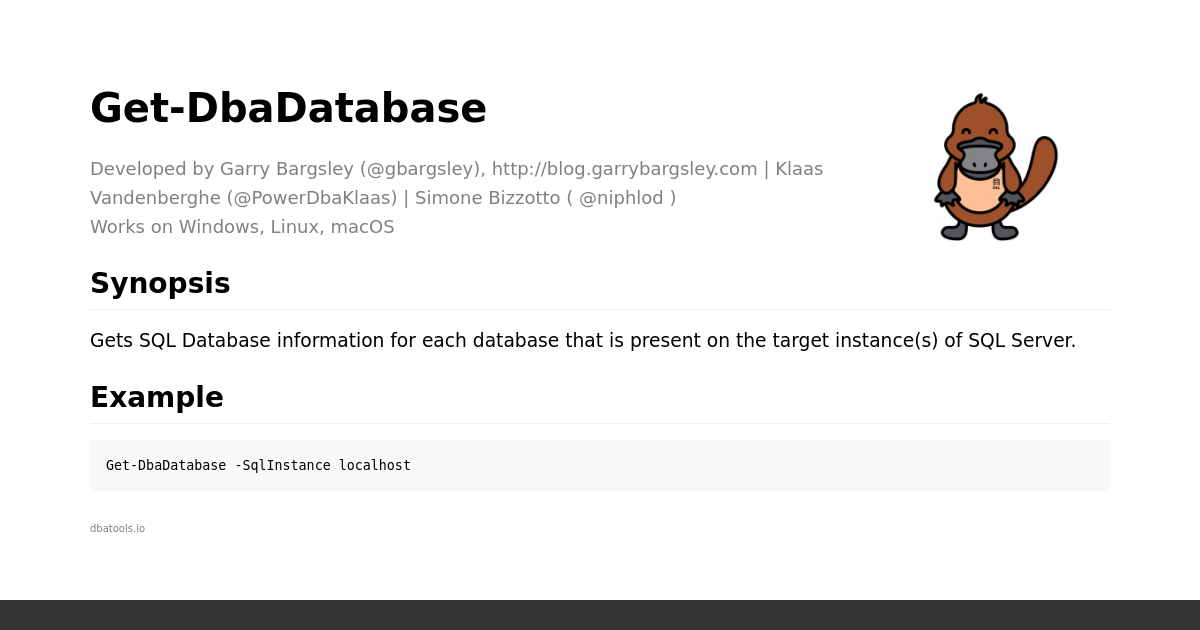 Get-DbaDatabase
Developed by Garry Bargsley (@gbargsley), http://blog.garrybargsley.com | Klaas
Vandenberghe (@PowerDbaKlaas) | Simone Bizzotto ( @niphlod )
Works on Windows, Linux, macOS
Synopsis
Gets SQL Database information for each database that is present on the target instance(s) of SQL Server.
Example
Get-DbaDatabase -SqlInstance localhost
dbatools.io